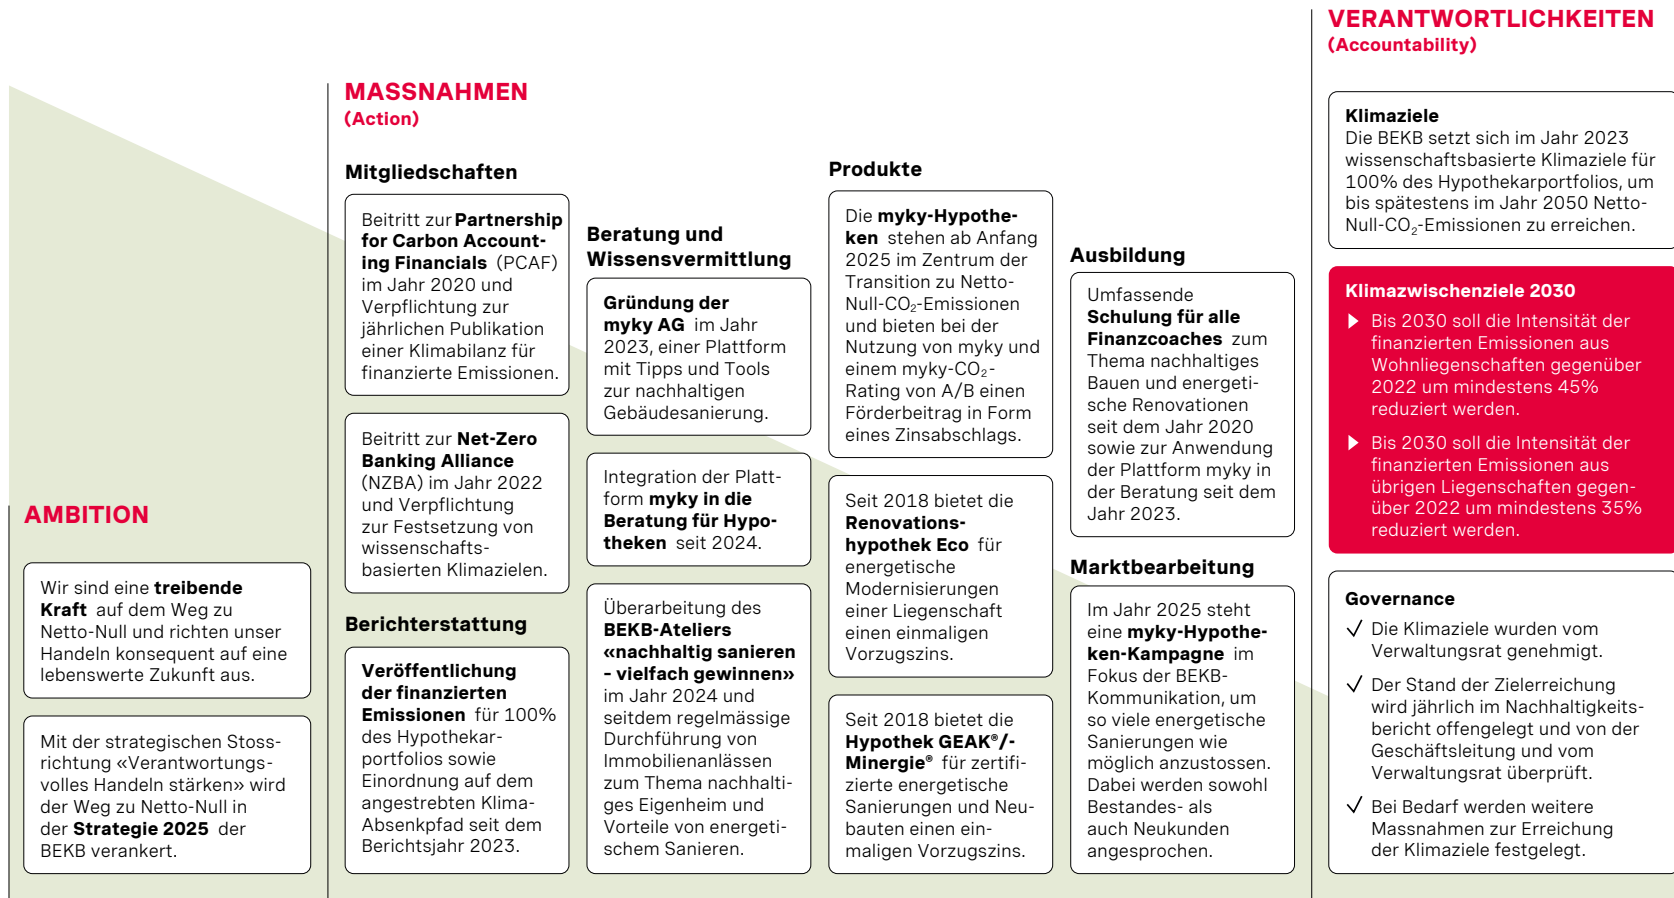 AMBITION
Wir sind eine treibende
Kraft auf dem Weg zu
Netto-Null und richten unser
Handeln konsequent auf eine
lebenswerte Zukunft aus.
Mit der strategischen Stoss-
richtung «Verantwortungs-
volles Handeln stärken» wird
der Weg zu Netto-Null in
der Strategie 2025 der
BEKB verankert.
MASSNAHMEN
(Action)
Mitgliedschaften
Beitritt zur Partnership
for Carbon Account-
ing Financials (PCAF)
im Jahr 2020 und
Verpflichtung zur
jährlichen Publikation
einer Klimabilanz für
finanzierte Emissionen.
Beitritt zur Net-Zero
Banking Alliance
(NZBA) im Jahr 2022
und Verpflichtung
zur Festsetzung von
wissenschafts-
basierten Klimazielen.
Berichterstattung
Veröffentlichung
der finanzierten
Emissionen für 100%
des Hypothekar-
portfolios sowie
Einordnung auf dem
angestrebten Klima-
Absenkpfad seit dem
Berichtsjahr 2023.
Beratung und
Wissensvermittlung
Gründung der
myky AG im Jahr
2023, einer Plattform
mit Tipps und Tools
zur nachhaltigen
Gebäudesanierung.
Integration der Platt-
form myky in die
Beratung für Hypo-
theken seit 2024.
Überarbeitung des
BEKB-Ateliers
«nachhaltig sanieren
– vielfach gewinnen»
im Jahr 2024 und
seitdem regelmässige
Durchführung von
Immobilienanlässen
zum Thema nachhalti-
ges Eigenheim und
Vorteile von energeti-
schem Sanieren.
Produkte
Die myky-Hypothe-
ken stehen ab Anfang
2025 im Zentrum der
Transition zu Netto-
Null-CO₂-Emissionen
und bieten bei der
Nutzung von myky und
einem myky-CO₂-
Rating von A/B einen
Förderbeitrag in Form
eines Zinsabschlags.
Seit 2018 bietet die
Renovations-
hypothek Eco für
energetische
Modernisierungen
einer Liegenschaft
einen einmaligen
Vorzugszins.
Seit 2018 bietet die
Hypothek GEAK®/-
Minergie® für zertifi-
zierte energetische
Sanierungen und Neu-
bauten einen ein-
maligen Vorzugszins.
Ausbildung
Umfassende
Schulung für alle
Finanzcoaches zum
Thema nachhaltiges
Bauen und energeti-
sche Renovationen
seit dem Jahr 2020
sowie zur Anwendung
der Plattform myky in
der Beratung seit dem
Jahr 2023.
Marktbearbeitung
Im Jahr 2025 steht
eine myky-Hypothe-
ken-Kampagne im
Fokus der BEKB-
Kommunikation, um
so viele energetische
Sanierungen wie
möglich anzustossen.
Dabei werden sowohl
Bestandes- als
auch Neukunden
angesprochen.
VERANTWORTLICHKEITEN
(Accountability)
Klimaziele
Die BEKB setzt sich im Jahr 2023
wissenschaftsbasierte Klimaziele für
100% des Hypothekarportfolios, um
bis spätestens im Jahr 2050 Netto-
Null-CO₂-Emissionen zu erreichen.
Klimazwischenziele 2030
▶ Bis 2030 soll die Intensität der
finanzierten Emissionen aus
Wohnliegenschaften gegenüber
2022 um mindestens 45%
reduziert werden.
▶ Bis 2030 soll die Intensität der
finanzierten Emissionen aus
übrigen Liegenschaften gegen-
über 2022 um mindestens 35%
reduziert werden.
Governance
✓ Die Klimaziele wurden vom
Verwaltungsrat genehmigt.
✓ Der Stand der Zielerreichung
wird jährlich im Nachhaltigkeits-
bericht offengelegt und von der
Geschäftsleitung und vom
Verwaltungsrat überprüft.
✓ Bei Bedarf werden weitere
Massnahmen zur Erreichung
der Klimaziele festgelegt.